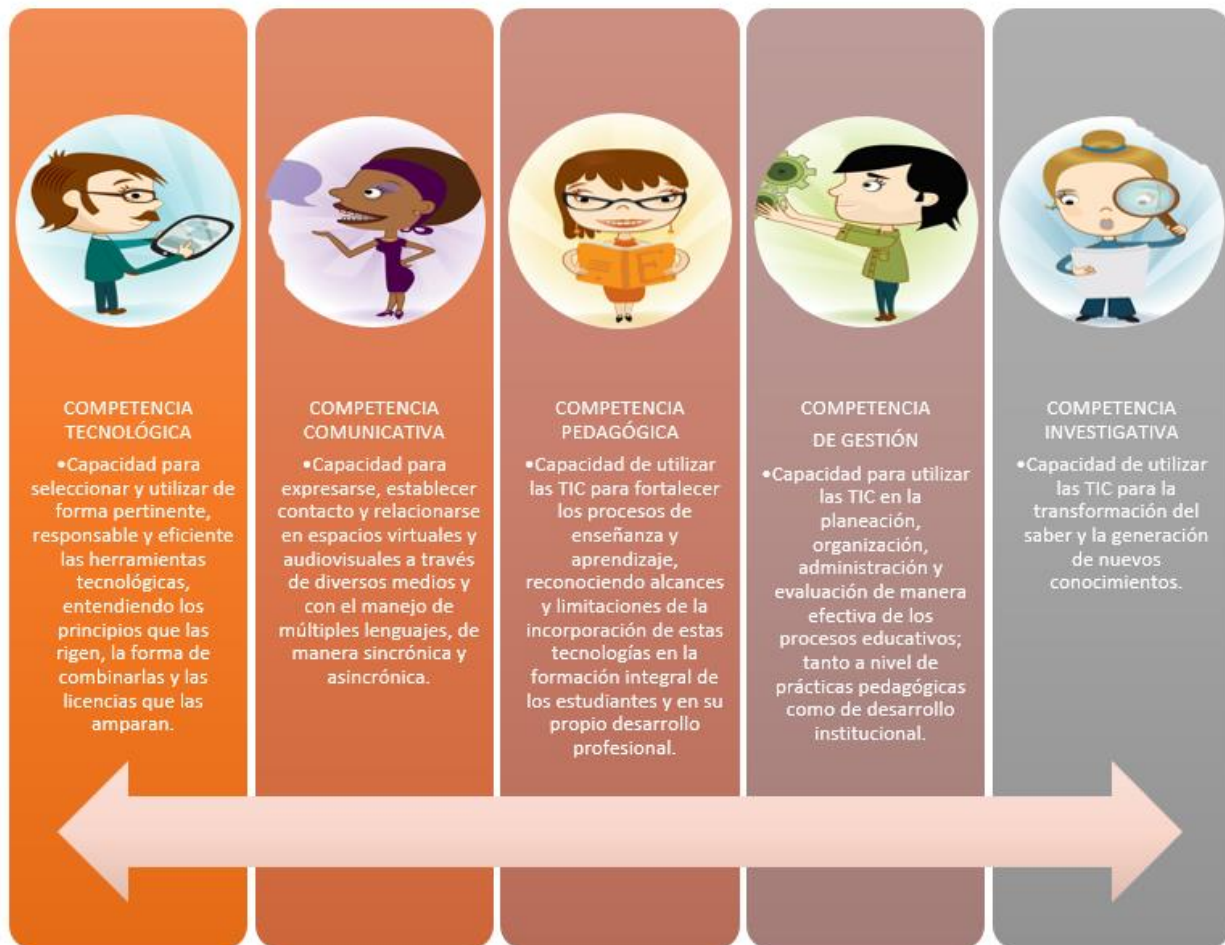 COMPETENCIA
TECNOLÓGICA
•Capacidad para
seleccionar y utilizar de
forma pertinente,
responsable y eficiente
las herramientas
tecnológicas,
entendiendo los
principios que las
rigen, la forma de
combinarlas y las
licencias que las
amparan.
COMPETENCIA
COMUNICATIVA
•Capacidad para
expresarse, establecer
contacto y relacionarse
en espacios virtuales y
audiovisuales a través
de diversos medios y
con el manejo de
múltiples lenguajes, de
manera sincrónica y
asincrónica.
COMPETENCIA
PEDAGÓGICA
•Capacidad de utilizar
las TIC para fortalecer
los procesos de
enseñanza y
aprendizaje,
reconociendo alcances
y limitaciones de la
incorporación de estas
tecnologías en la
formación integral de
los estudiantes y en su
propio desarrollo
profesional.
COMPETENCIA
DE GESTIÓN
•Capacidad para utilizar
las TIC en la
planeación,
organización,
administración y
evaluación de manera
efectiva de los
procesos educativos;
tanto a nivel de
prácticas pedagógicas
como de desarrollo
institucional.
COMPETENCIA
INVESTIGATIVA
•Capacidad de utilizar
las TIC para la
transformación del
saber y la generación
de nuevos
conocimientos.